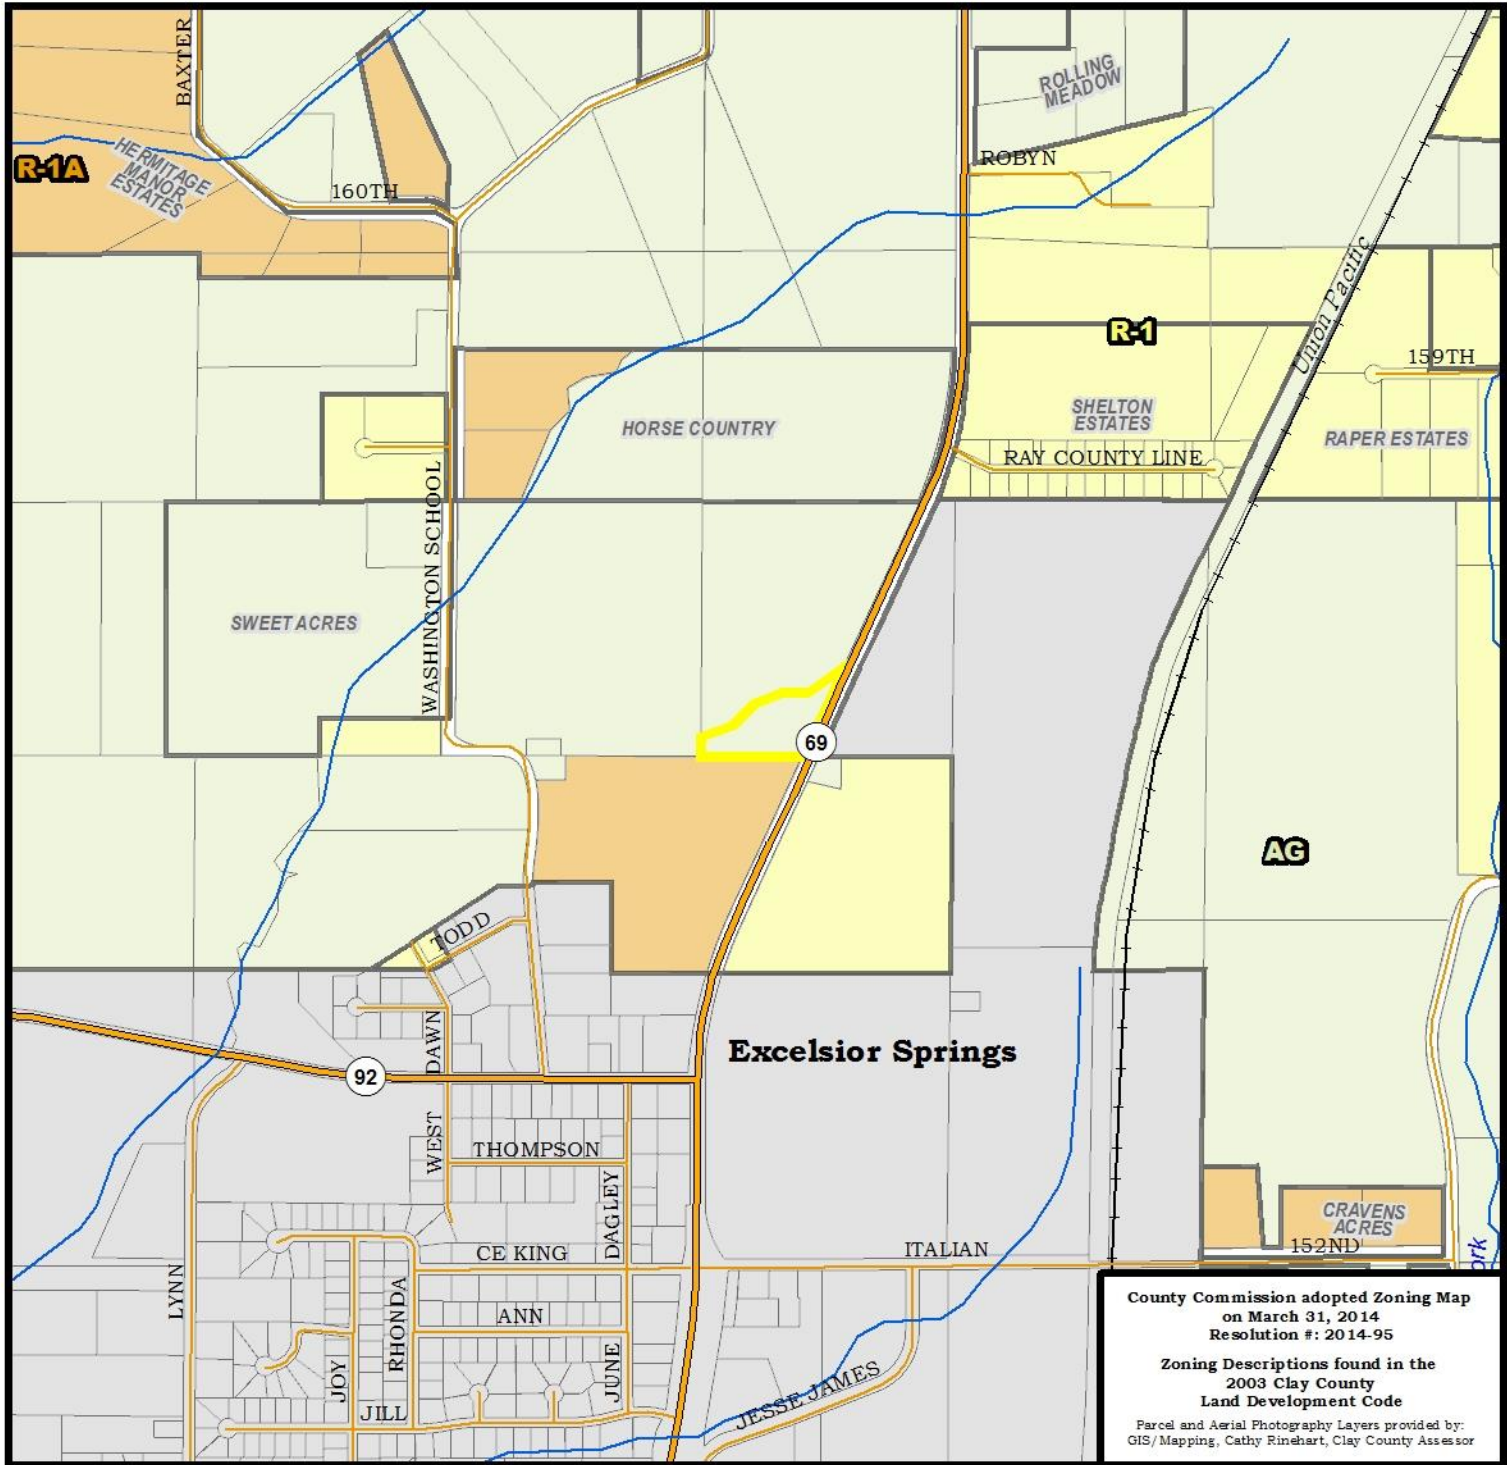 BAXTER
R-1A
HERMITAGE
MANOR
ESTATES
160TH
ROLLING
MEADOW
ROBYN
Union Pacific
R-1
159TH
SHELTON
ESTATES
RAPER ESTATES
RAY COUNTY LINE
HORSE COUNTRY
WASHINGTON SCHOOL
SWEET ACRES
69
AG
TODD
DAWN
WEST
Excelsior Springs
92
THOMPSON
DAGLEY
CE KING
ITALIAN
CRAVENS
ACRES
152ND
ork
LYNN
RHONDA
ANN
JOY
JUNE
JILL
JESSE JAMES
County Commission adopted Zoning Map
on March 31, 2014
Resolution #: 2014-95
Zoning Descriptions found in the
2003 Clay County
Land Development Code
Parcel and Aerial Photography Layers provided by:
GIS/Mapping, Cathy Rinehart, Clay County Assessor